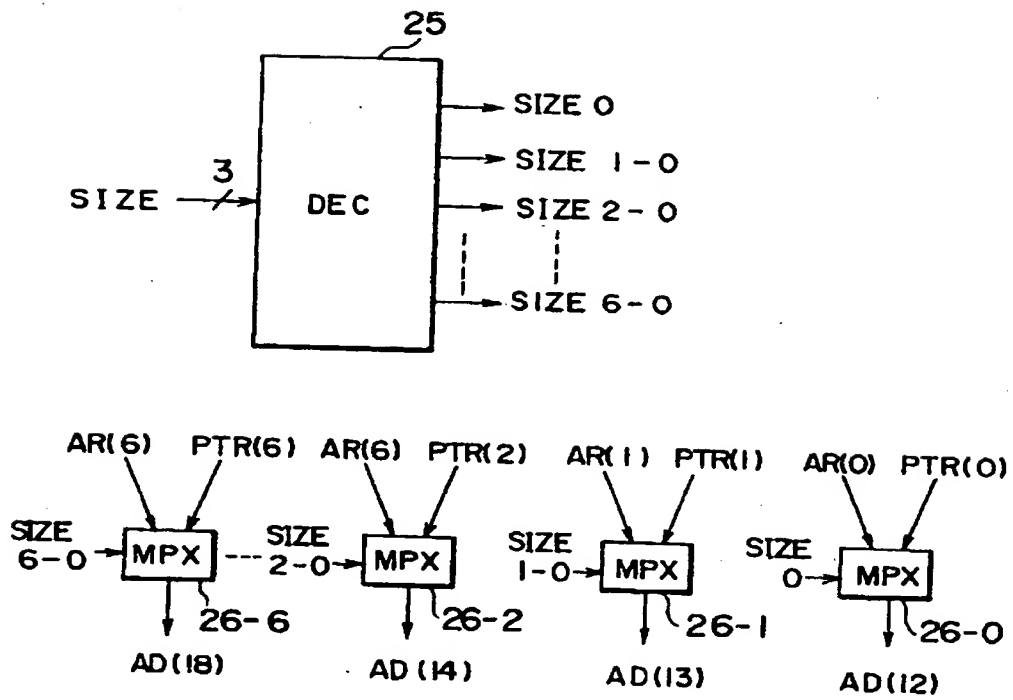 25
SIZE 0
3
SIZE 1-0
SIZE
DEC
SIZE 2-0
SIZE 6-0
AR(6) PTR(6) AR(6) PTR(2) AR(1) PTR(1) AR(0) PTR(0)
SIZE 6-0 MPX SIZE 2-0 MPX SIZE 1-0 MPX SIZE 0 MPX
26-6 26-2 26-1 26-0
AD(18) AD(14) AD(13) AD(12)